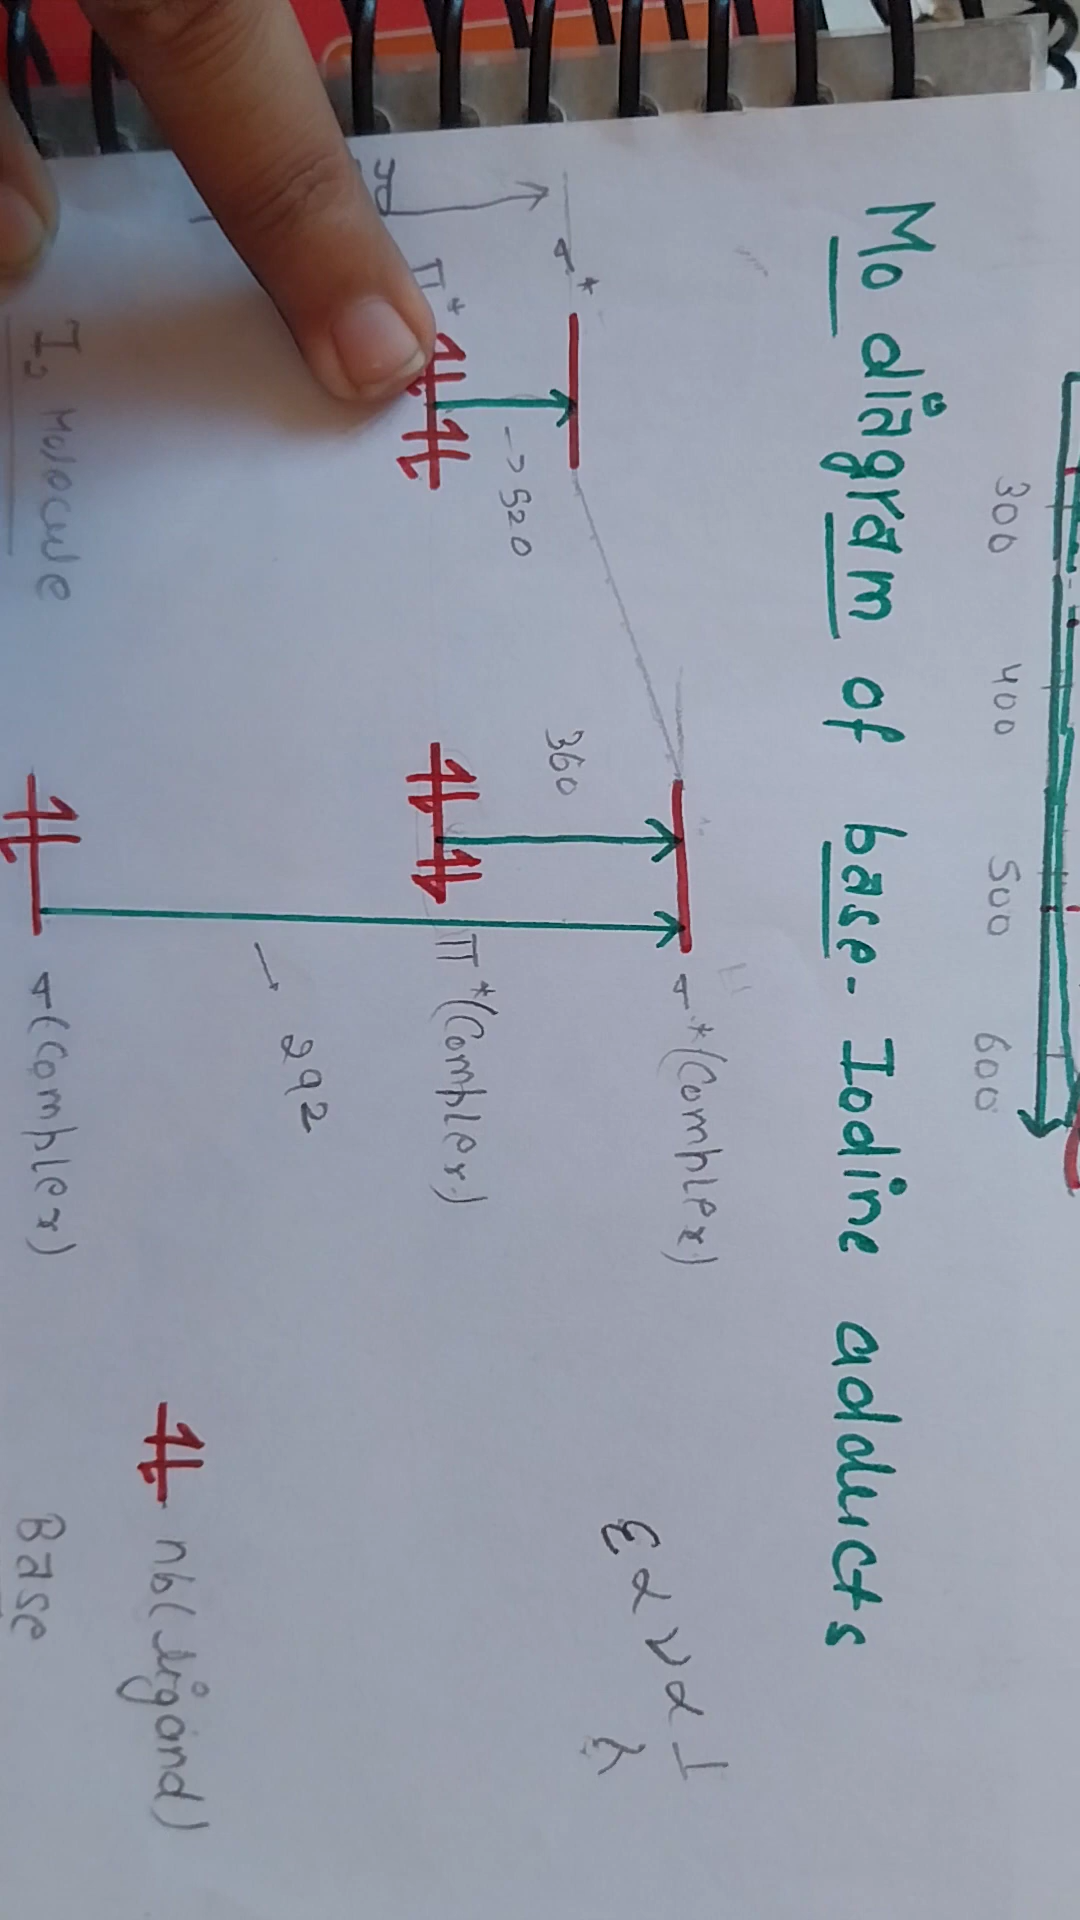 300 400 500 600
Mo diagram of base-Iodine adducts
σ*
σ*(Complex)
E α ν α 1
λ
360
→ 520
π*
π*(Complex)
→ 292
nb(ligand)
σ(Complex)
I₂ Molecule
Base